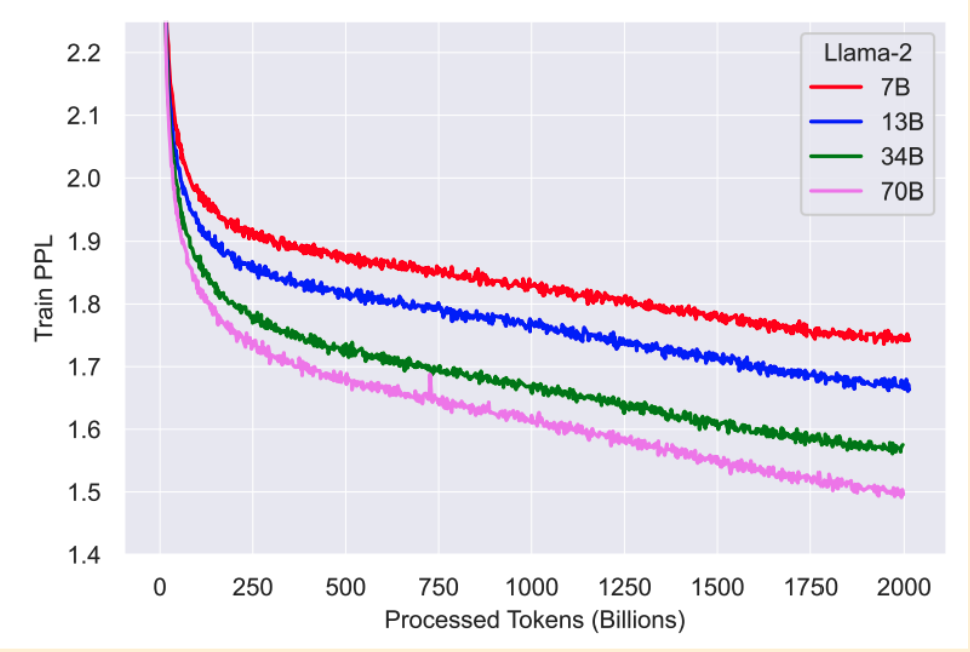 Llama-2
7B
13B
34B
70B
2.2
2.1
2.0
1.9
1.8
1.7
1.6
1.5
1.4
Train PPL
0 250 500 750 1000 1250 1500 1750 2000
Processed Tokens (Billions)